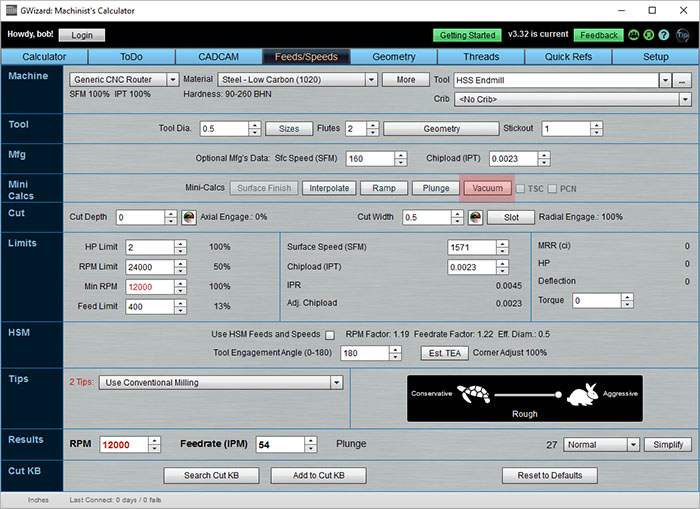 GWizard: Machinist's Calculator
Howdy, bob! Login Getting Started v3.32 is current Feedback Tip
Calculator ToDo CADCAM Feeds/Speeds Geometry Threads Quick Refs Setup
Machine Generic CNC Router Material Steel - Low Carbon (1020) More Tool HSS Endmill ...
SFM 100% IPT 100% Hardness: 90-260 BHN Crib <No Crib>
Tool Tool Dia. 0.5 Sizes Flutes 2 Geometry Stickout 1
Mfg Optional Mfg's Data: Sfc Speed (SFM) 160 Chipload (IPT) 0.0023
Mini Calcs Mini-Calcs Surface Finish Interpolate Ramp Plunge Vacuum TSC PCN
Cut Cut Depth 0 Axial Engage.: 0% Cut Width 0.5 Slot Radial Engage.: 100%
Limits HP Limit 2 100% Surface Speed (SFM) 1571 MRR (ci) 0
RPM Limit 24000 50% Chipload (IPT) 0.0023 HP 0
Min RPM 12000 100% IPR 0.0045 Deflection 0
Feed Limit 400 13% Adj. Chipload 0.0023 Torque 0
HSM Use HSM Feeds and Speeds RPM Factor: 1.19 Feedrate Factor: 1.22 Eff. Diam.: 0.5
Tool Engagement Angle (0-180) 180 Est. TEA Corner Adjust 100%
Tips 2 Tips: Use Conventional Milling Conservative Aggressive
Rough
Results RPM 12000 Feedrate (IPM) 54 Plunge 27 Normal Simplify
Cut KB Search Cut KB Add to Cut KB Reset to Defaults
Inches Last Connect: 0 days / 0 fails